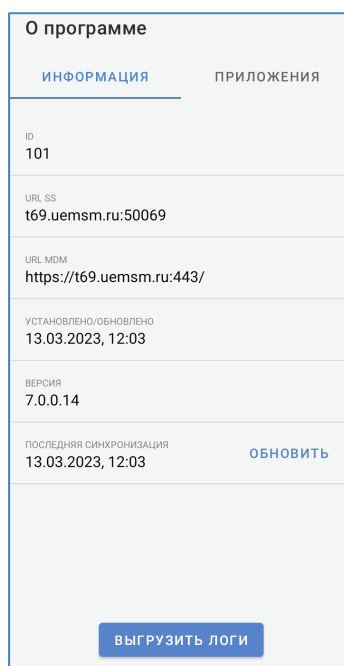 О программе
ИНФОРМАЦИЯ ПРИЛОЖЕНИЯ
ID
101
URL SS
t69.uemsm.ru:50069
URL MDM
https://t69.uemsm.ru:443/
УСТАНОВЛЕНО/ОБНОВЛЕНО
13.03.2023, 12:03
ВЕРСИЯ
7.0.0.14
ПОСЛЕДНЯЯ СИНХРОНИЗАЦИЯ
13.03.2023, 12:03 ОБНОВИТЬ
ВЫГРУЗИТЬ ЛОГИ